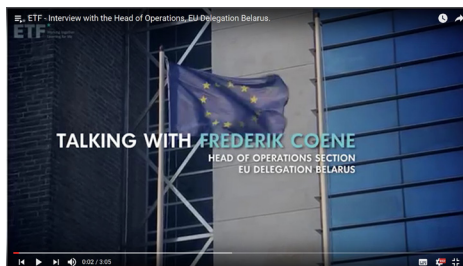 ETF - Interview with the Head of Operations, EU Delegation Belarus.
ETF
TALKING WITH FREDERIK COENE
HEAD OF OPERATIONS SECTION
EU DELEGATION BELARUS
0:02 / 3:05